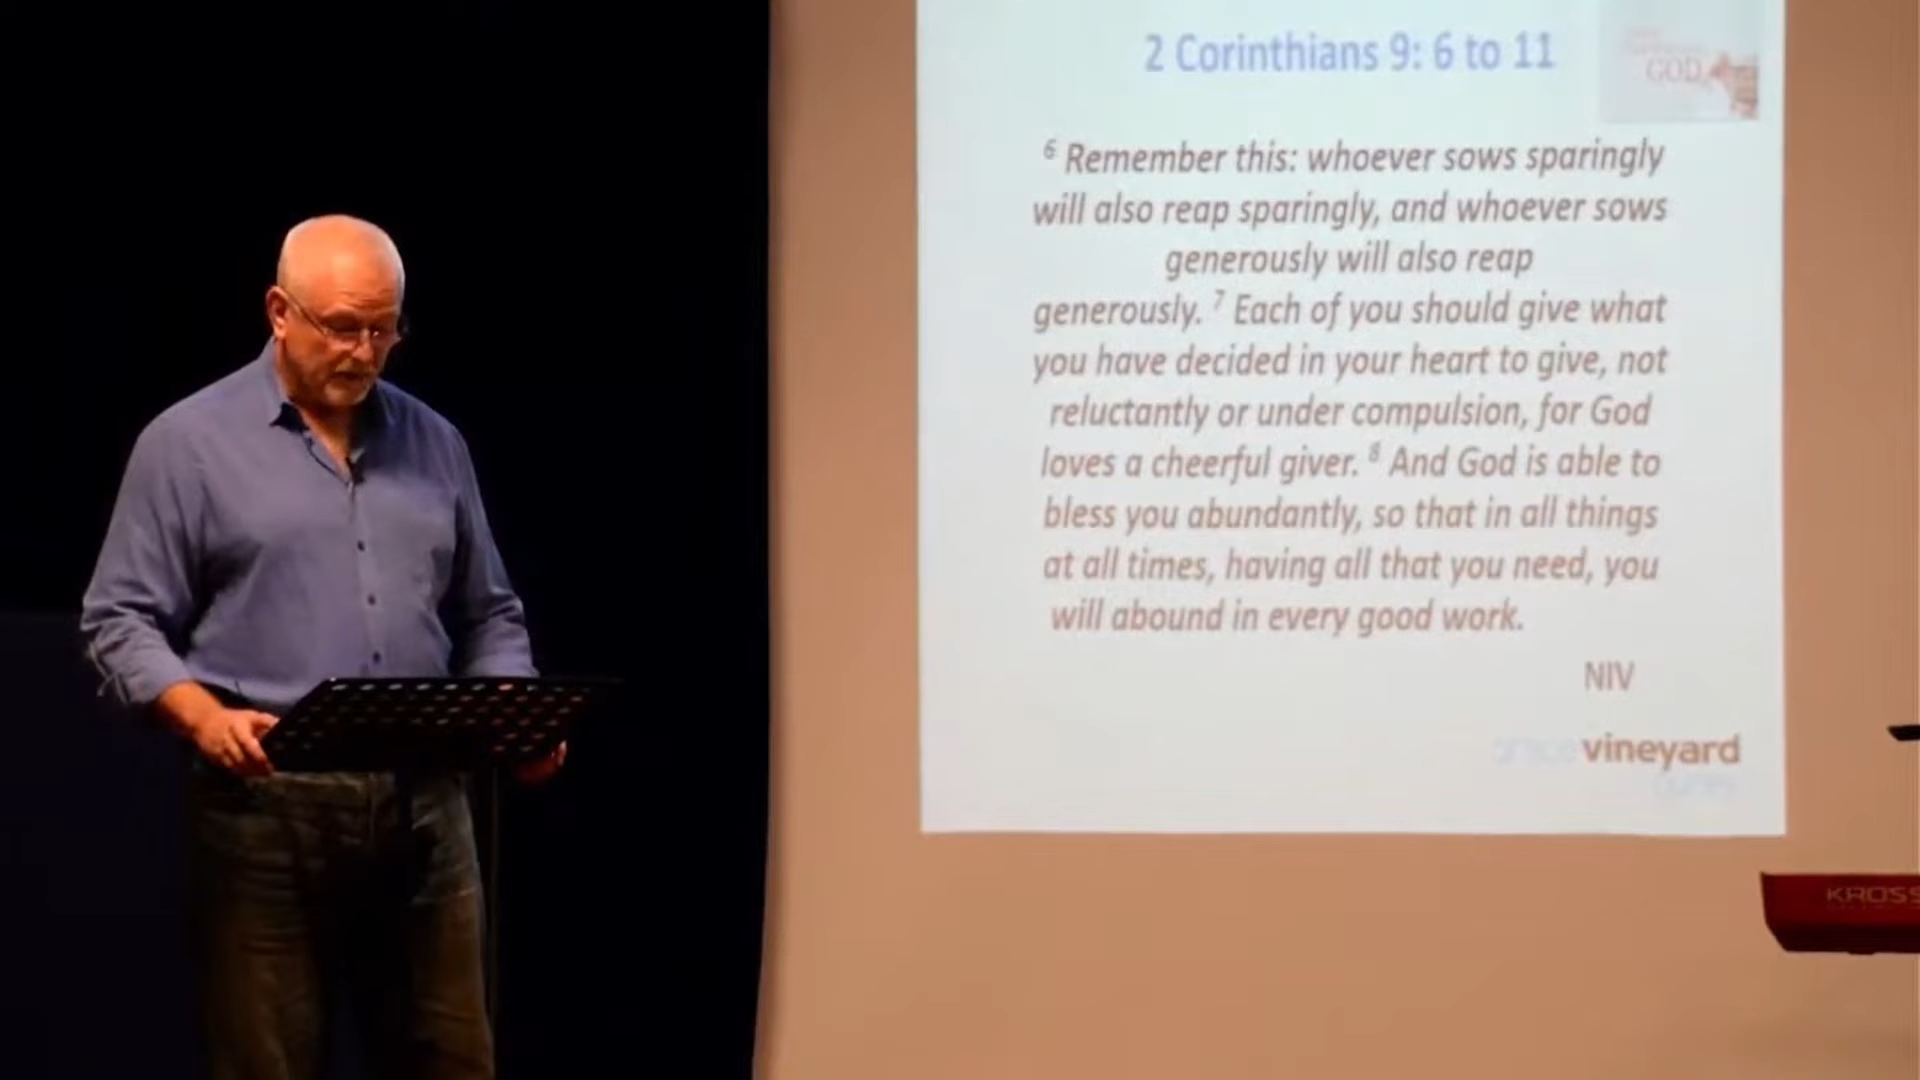 2 Corinthians 9: 6 to 11
GOD
6 Remember this: whoever sows sparingly
will also reap sparingly, and whoever sows
generously will also reap
generously. 7 Each of you should give what
you have decided in your heart to give, not
reluctantly or under compulsion, for God
loves a cheerful giver. 8 And God is able to
bless you abundantly, so that in all things
at all times, having all that you need, you
will abound in every good work.
NIV
grace vineyard
KROSS